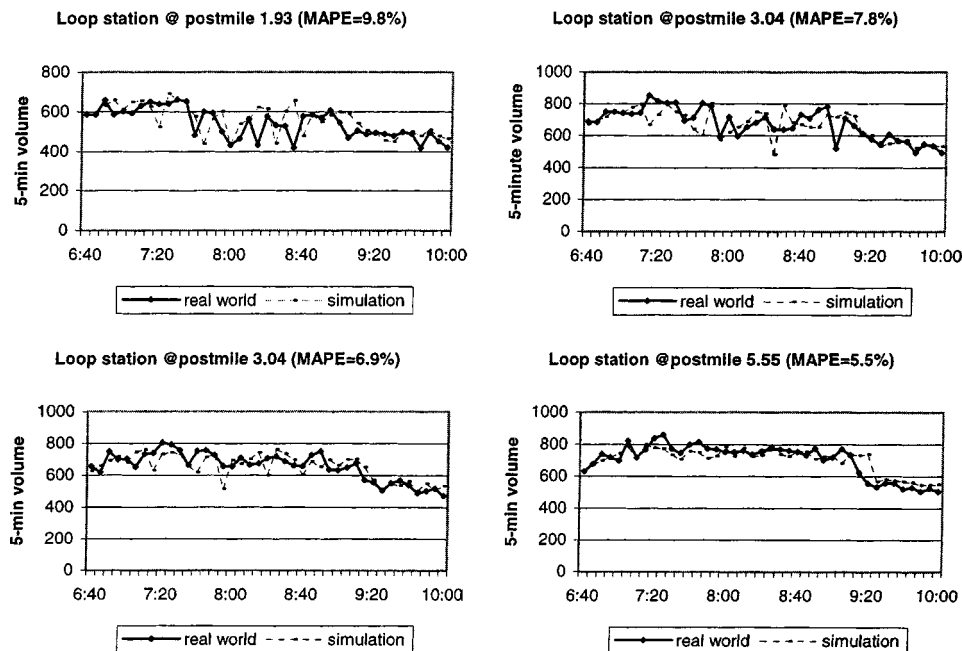 Loop station @ postmile 1.93 (MAPE=9.8%)
5-min volume
800
600
400
200
0
6:40 7:20 8:00 8:40 9:20 10:00
real world simulation
Loop station @postmile 3.04 (MAPE=7.8%)
5-minute volume
1000
800
600
400
200
0
6:40 7:20 8:00 8:40 9:20 10:00
real world simulation
Loop station @postmile 3.04 (MAPE=6.9%)
5-min volume
1000
800
600
400
200
0
6:40 7:20 8:00 8:40 9:20 10:00
real world simulation
Loop station @postmile 5.55 (MAPE=5.5%)
5-min volume
1000
800
600
400
200
0
6:40 7:20 8:00 8:40 9:20 10:00
real world simulation